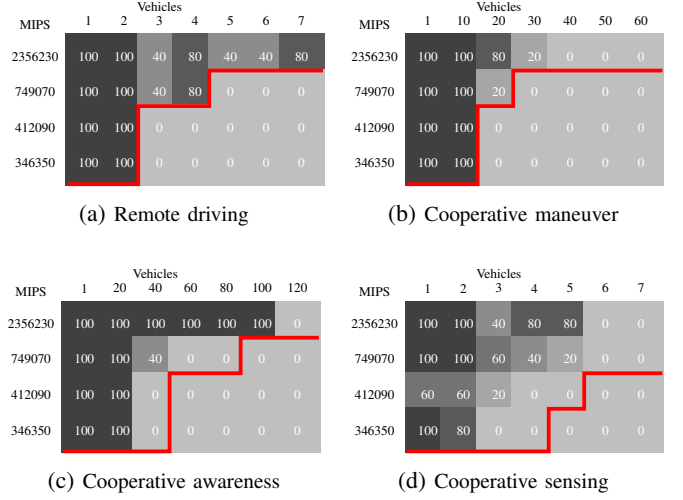 Vehicles
MIPS 1 2 3 4 5 6 7
2356230 100 100 40 80 40 40 80
749070 100 100 40 80 0 0 0
412090 100 100 0 0 0 0 0
346350 100 100 0 0 0 0 0
(a) Remote driving
Vehicles
MIPS 1 10 20 30 40 50 60
2356230 100 100 80 20 0 0 0
749070 100 100 20 0 0 0 0
412090 100 100 0 0 0 0 0
346350 100 100 0 0 0 0 0
(b) Cooperative maneuver
Vehicles
MIPS 1 20 40 60 80 100 120
2356230 100 100 100 100 100 100 0
749070 100 100 40 0 0 0 0
412090 100 100 0 0 0 0 0
346350 100 100 0 0 0 0 0
(c) Cooperative awareness
Vehicles
MIPS 1 2 3 4 5 6 7
2356230 100 100 40 80 80 0 0
749070 100 100 60 40 20 0 0
412090 60 60 20 0 0 0 0
346350 100 80 0 0 0 0 0
(d) Cooperative sensing